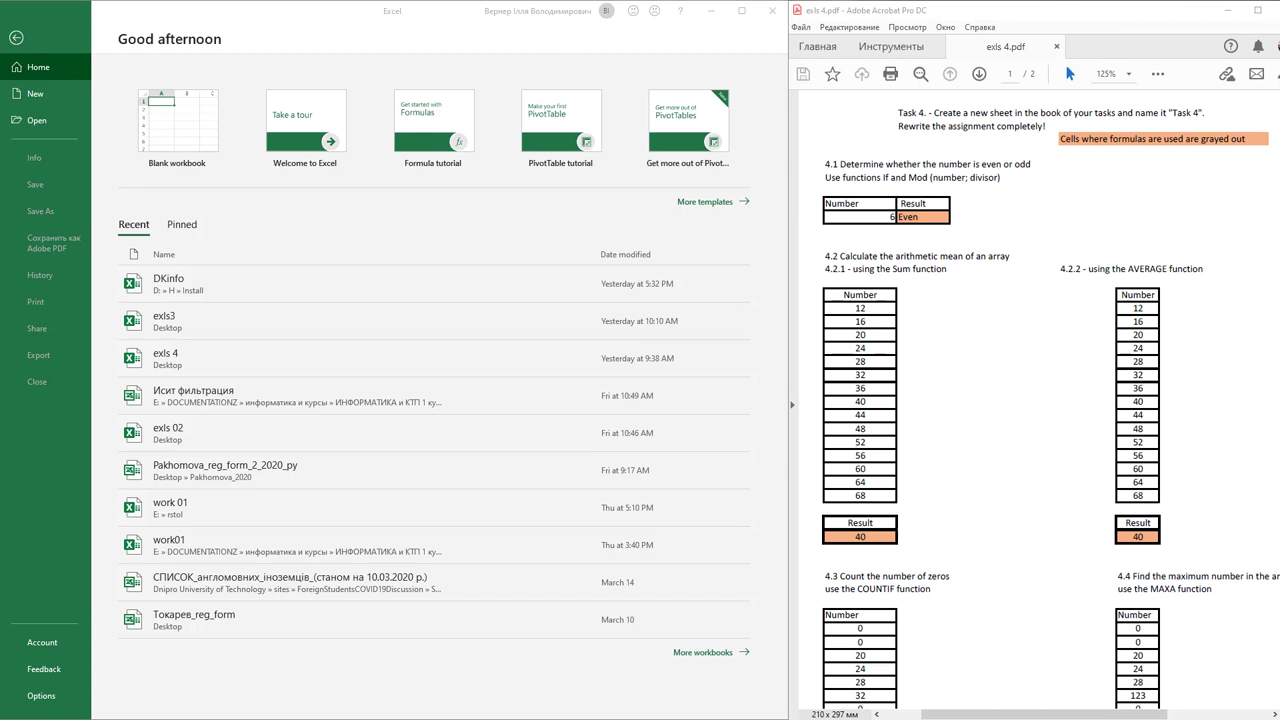 Excel
Вернер Ілля Володимирович
ВІ
?
Good afternoon
Home
New
Open
Info
Save
Save As
Сохранить как
Adobe PDF
History
Print
Share
Export
Close
Account
Feedback
Options
A B C
Blank workbook
Take a tour
Welcome to Excel
Get started with
Formulas
fx
Formula tutorial
Make your first
PivotTable
PivotTable tutorial
Get more out of
PivotTables
Get more out of Pivot...
More templates
Recent
Pinned
Name
Date modified
DKinfo
D: » H » Install
Yesterday at 5:32 PM
exls3
Desktop
Yesterday at 10:10 AM
exls 4
Desktop
Yesterday at 9:38 AM
Исит фильтрация
E: » DOCUMENTATIONZ » информатика и курсы » ИНФОРМАТИКА и КТП 1 ку...
Fri at 10:49 AM
exls 02
Desktop
Fri at 10:46 AM
Pakhomova_reg_form_2_2020_ру
Desktop » Pakhomova_2020
Fri at 9:17 AM
work 01
E: » rstol
Thu at 5:10 PM
work01
E: » DOCUMENTATIONZ » информатика и курсы » ИНФОРМАТИКА и КТП 1 ку...
Thu at 3:40 PM
СПИСОК_англомовних_іноземців_(станом на 10.03.2020 р.)
Dnipro University of Technology » sites » ForeignStudentsCOVID19Discussion » S...
March 14
Токарев_reg_form
Desktop
March 10
More workbooks
exls 4.pdf - Adobe Acrobat Pro DC
Файл Редактирование Просмотр Окно Справка
Главная Инструменты exls 4.pdf ×
1 / 2
125%
Task 4. - Create a new sheet in the book of your tasks and name it "Task 4".
Rewrite the assignment completely!
Cells where formulas are used are grayed out
4.1 Determine whether the number is even or odd
Use functions If and Mod (number; divisor)
Number Result
6 Even
4.2 Calculate the arithmetic mean of an array
4.2.1 - using the Sum function
4.2.2 - using the AVERAGE function
Number Number
12 12
16 16
20 20
24 24
28 28
32 32
36 36
40 40
44 44
48 48
52 52
56 56
60 60
64 64
68 68
Result Result
40 40
4.3 Count the number of zeros
use the COUNTIF function
4.4 Find the maximum number in the ar
use the MAXA function
Number Number
0 0
0 0
20 20
24 24
28 28
32 123
210 x 297 мм